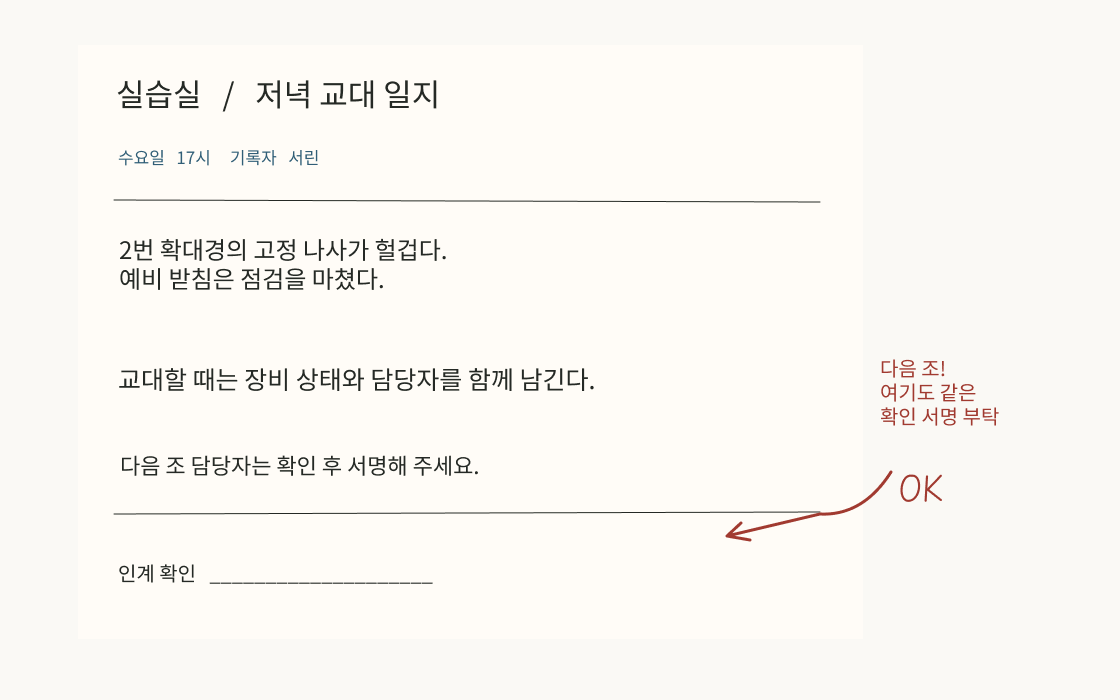 실습실 / 저녁 교대 일지
수요일 17시 기록자 서린
2번 확대경의 고정 나사가 헐겁다.
예비 받침은 점검을 마쳤다.
교대할 때는 장비 상태와 담당자를 함께 남긴다.
다음 조!
여기도 같은
확인 서명 부탁
다음 조 담당자는 확인 후 서명해 주세요.
OK
인계 확인 ____________________